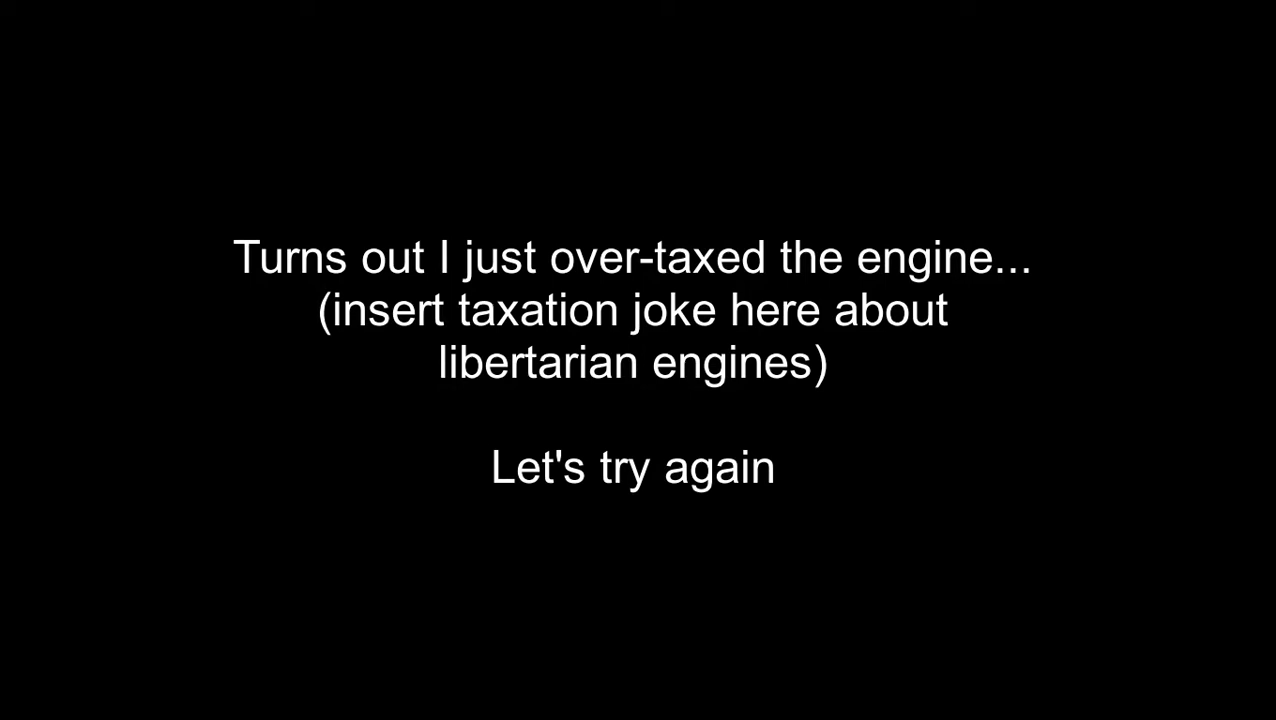 Turns out I just over-taxed the engine...
(insert taxation joke here about
libertarian engines)
Let's try again